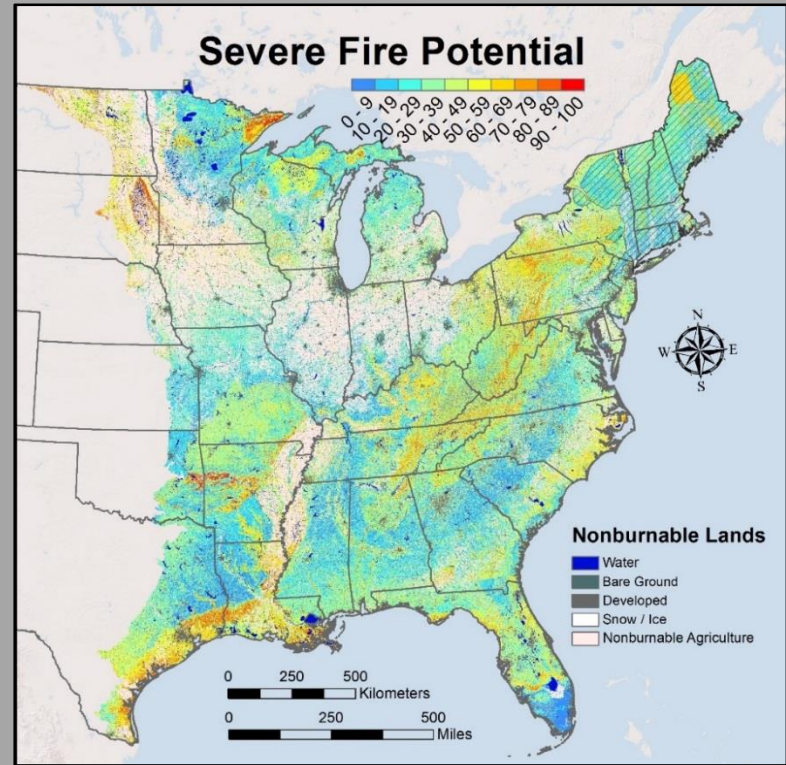 Severe Fire Potential
0 - 9
10 - 19
20 - 29
30 - 39
40 - 49
50 - 59
60 - 69
70 - 79
80 - 89
90 - 100
N
W E
S
Nonburnable Lands
Water
Bare Ground
Developed
Snow / Ice
Nonburnable Agriculture
0 250 500
Kilometers
0 250 500
Miles